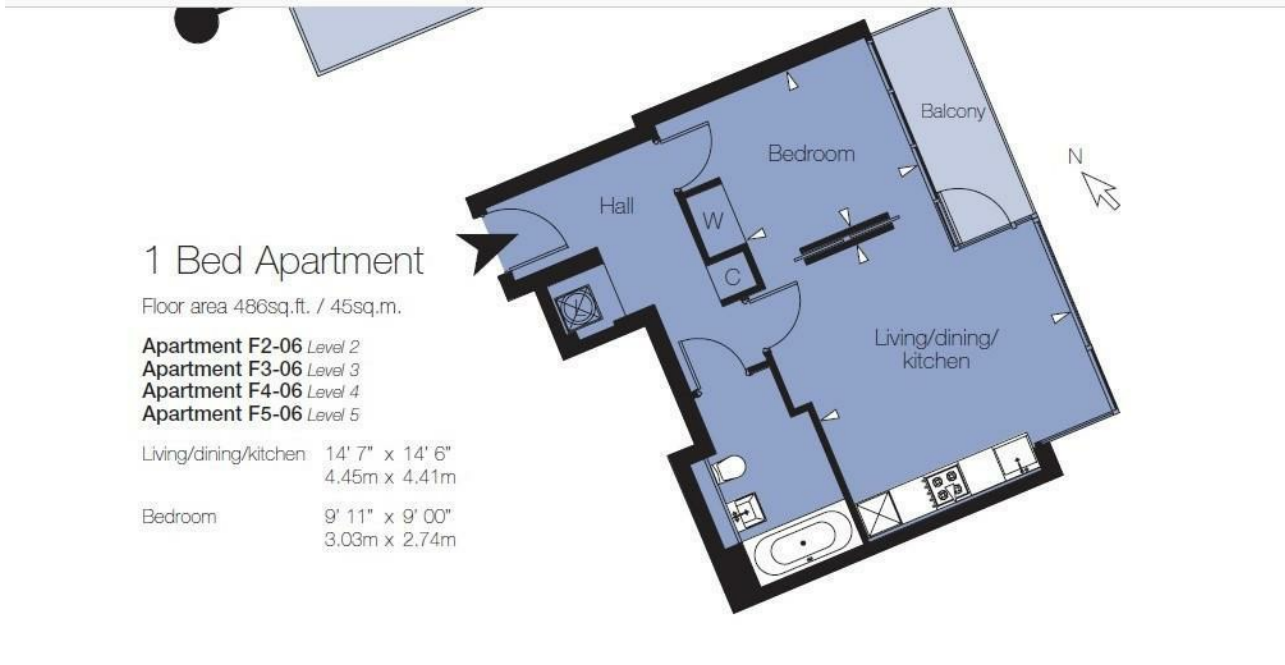 Balcony
Bedroom
N
Hall
W
C
1 Bed Apartment
Floor area 486sq.ft. / 45sq.m.
Apartment F2-06 Level 2
Apartment F3-06 Level 3
Apartment F4-06 Level 4
Apartment F5-06 Level 5
Living/dining/
kitchen
Living/dining/kitchen 14' 7" x 14' 6"
4.45m x 4.41m
Bedroom 9' 11" x 9' 00"
3.03m x 2.74m